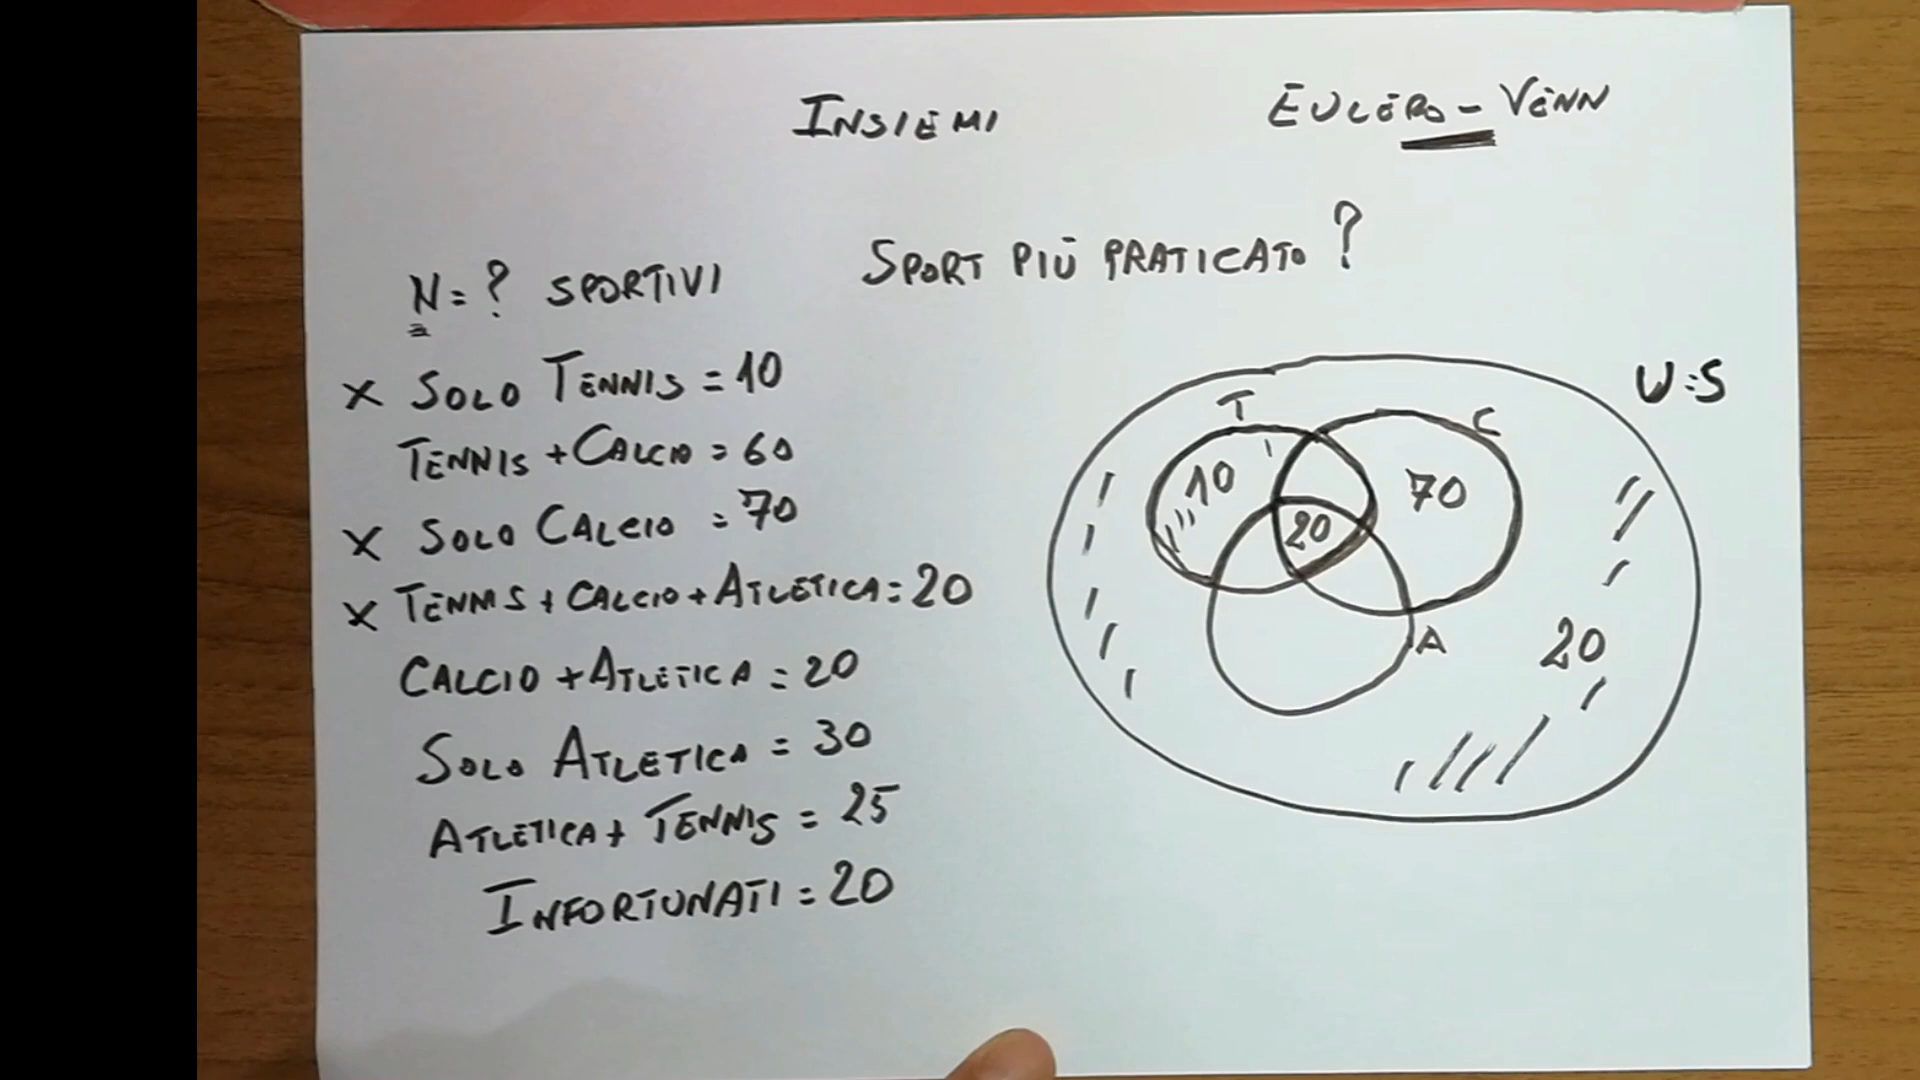 INSIEMI
EULERO - VENN
SPORT PIÙ PRATICATO?
N = ? SPORTIVI
X SOLO TENNIS = 10
TENNIS + CALCIO = 60
X SOLO CALCIO = 70
X TENNIS + CALCIO + ATLETICA = 20
CALCIO + ATLETICA = 20
SOLO ATLETICA = 30
ATLETICA + TENNIS = 25
INFORTUNATI = 20
U=S
T
C
10
70
20
A
20